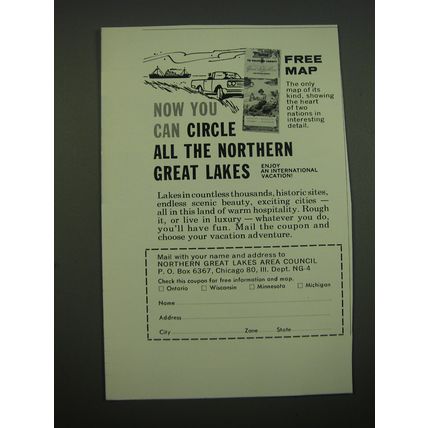 FREE
MAP
The only
map of its
kind, showing
the heart
of two
nations in
interesting
detail.
NOW YOU
CAN CIRCLE
ALL THE NORTHERN
GREAT LAKES
ENJOY
AN INTERNATIONAL
VACATION!
Lakes in countless thousands, historic sites,
endless scenic beauty, exciting cities —
all in this land of warm hospitality. Rough
it, or live in luxury — whatever you do,
you'll have fun. Mail the coupon and
choose your vacation adventure.
Mail with your name and address to
NORTHERN GREAT LAKES AREA COUNCIL
P. O. Box 6367, Chicago 80, Ill. Dept. NG-4
Check this coupon for free information and map.
Ontario Wisconsin Minnesota Michigan
Name
Address
City Zone State